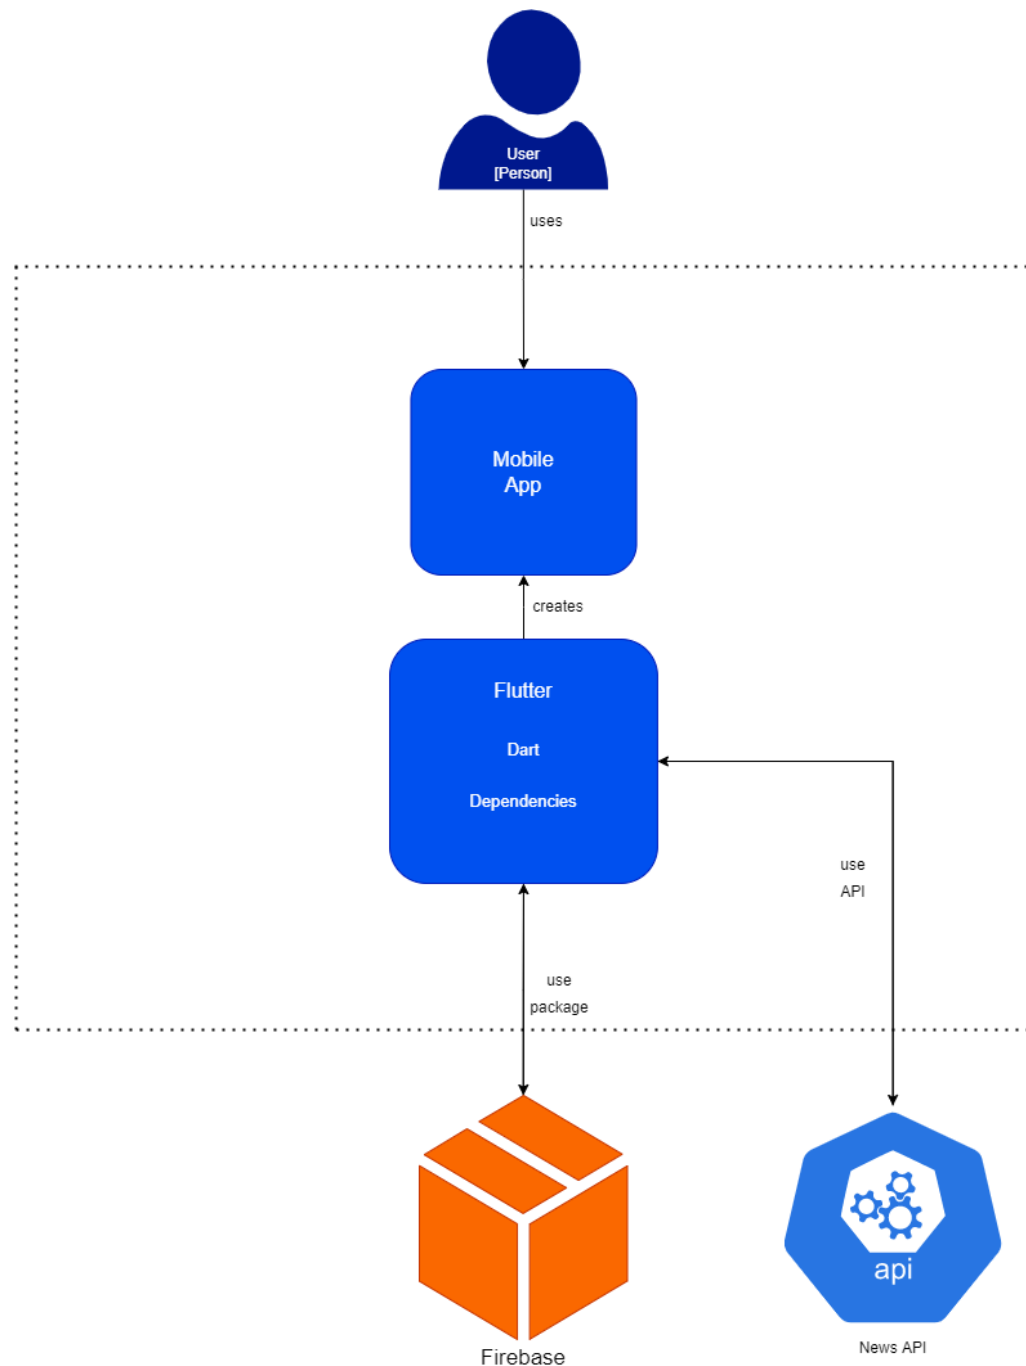 User
[Person]
uses
Mobile
App
creates
Flutter
Dart
Dependencies
use
API
use
package
api
Firebase
News API